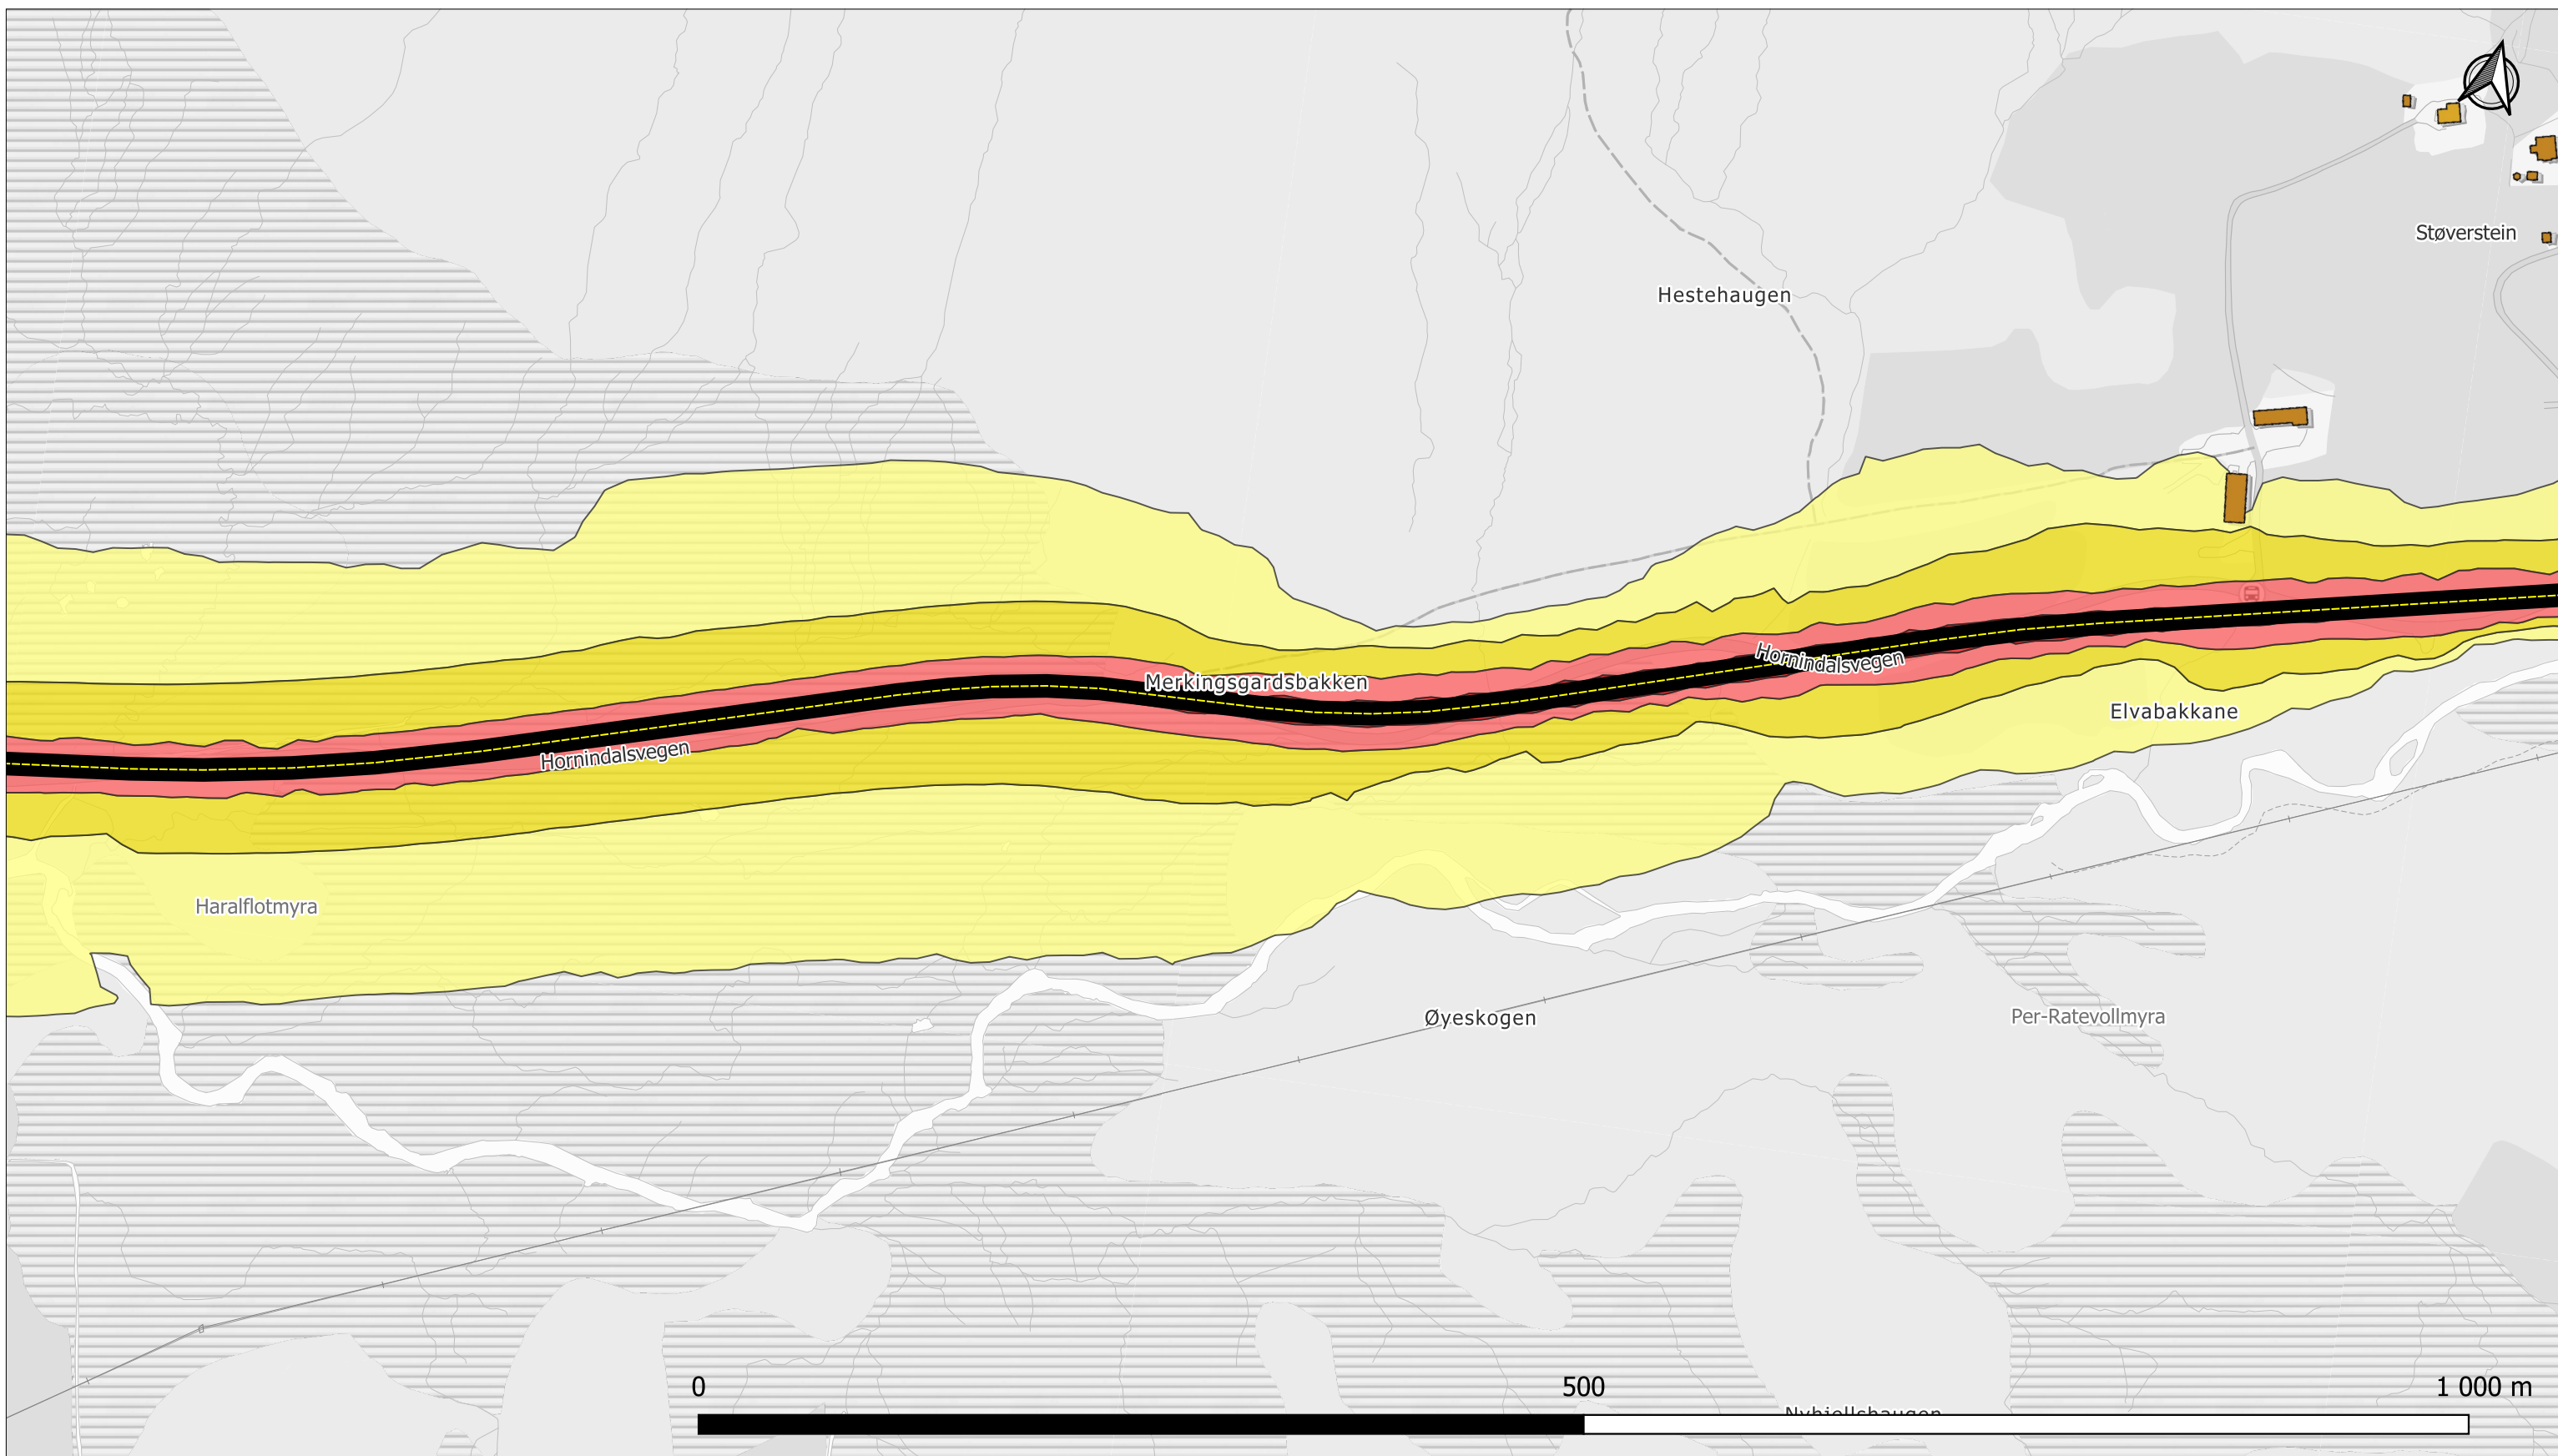 Støverstein
Hestehaugen
Hornindalsvegen
Merkingsgardsbakken
Elvabakkane
Hornindalsvegen
Haralflotmyra
Øyeskogen
Per-Ratevollmyra
0
500
1 000 m